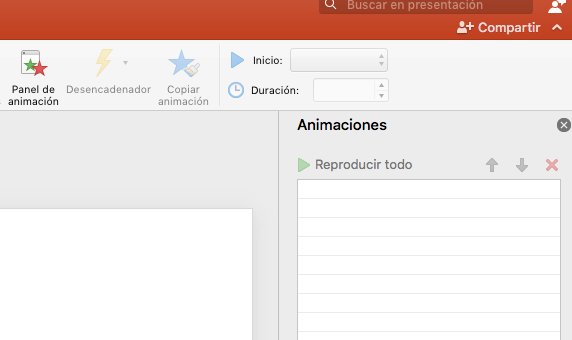 Buscar en presentación
Compartir
Panel de
animación
Desencadenador
Copiar
animación
Inicio:
Duración:
Animaciones
Reproducir todo